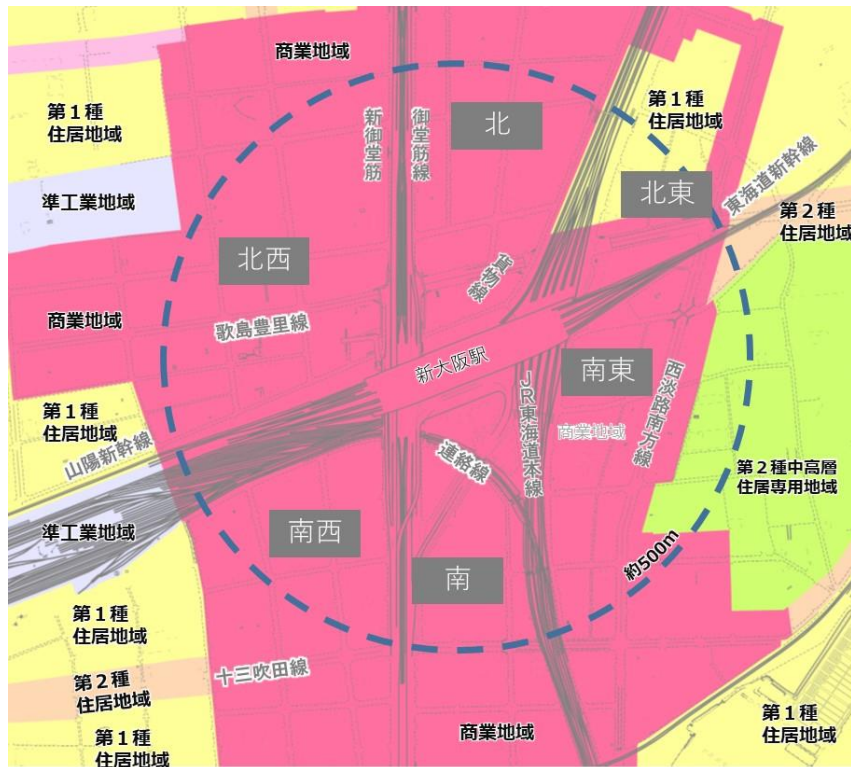 商業地域
第１種
住居地域
新御堂筋
御堂筋線
北
第１種
住居地域
準工業地域
北東
東海道新幹線
第２種
住居地域
北西
貨物線
商業地域
歌島豊里線
新大阪駅
南東
西淡路南方線
第１種
住居地域
山陽新幹線
JR東海道本線
商業地域
連絡線
第２種中高層
住居専用地域
準工業地域
南西
南
約500m
第１種
住居地域
十三吹田線
第２種
住居地域
第１種
住居地域
商業地域
第１種
住居地域